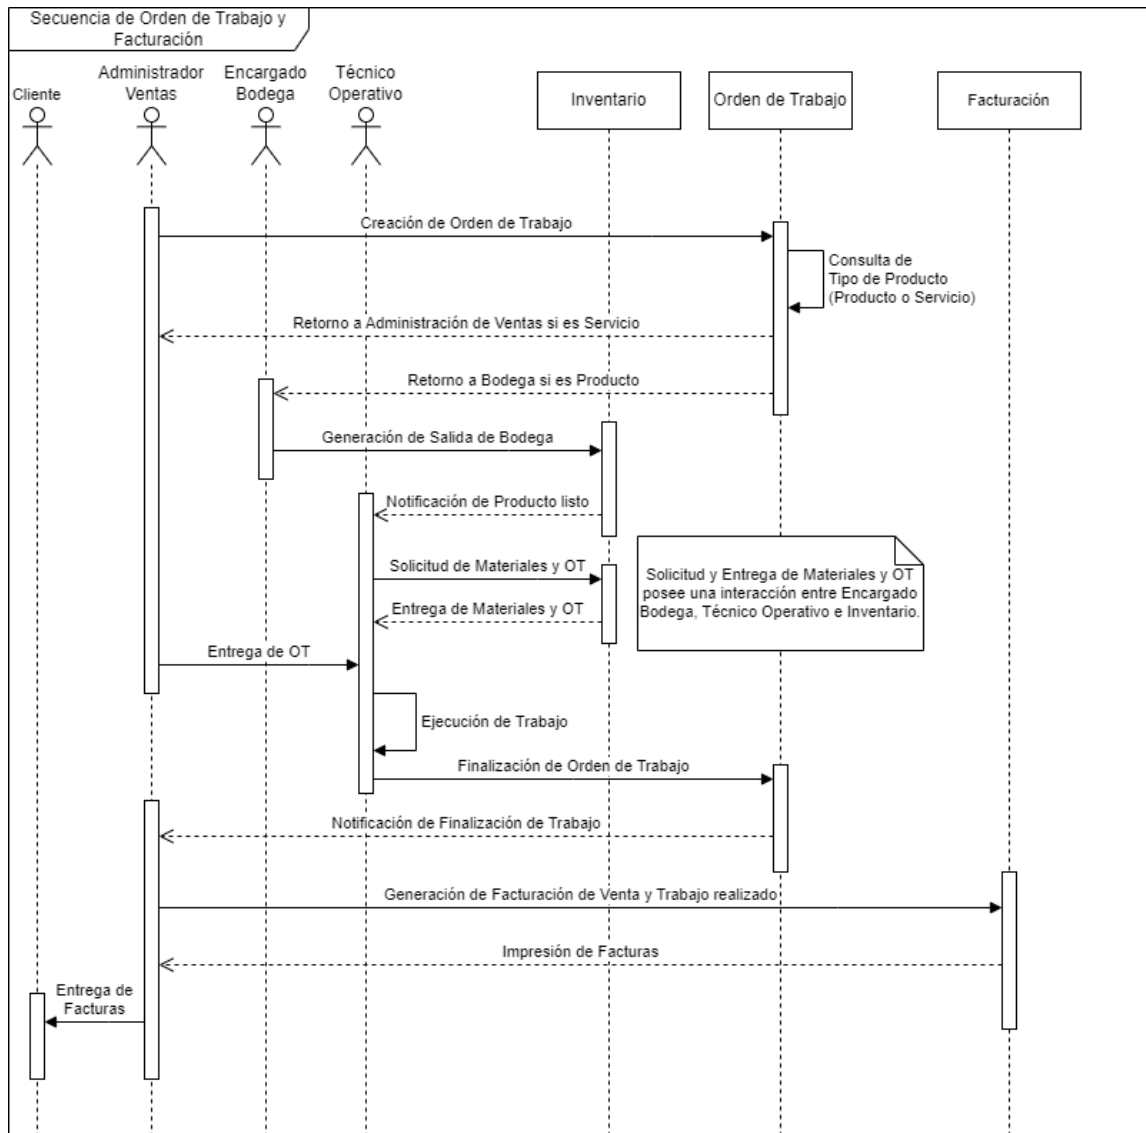 Secuencia de Orden de Trabajo y
Facturación
Administrador
Ventas
Encargado
Bodega
Técnico
Operativo
Cliente
Inventario
Orden de Trabajo
Facturación
Creación de Orden de Trabajo
Consulta de
Tipo de Producto
(Producto o Servicio)
Retorno a Administración de Ventas si es Servicio
Retorno a Bodega si es Producto
Generación de Salida de Bodega
Notificación de Producto listo
Solicitud de Materiales y OT
Solicitud y Entrega de Materiales y OT
posee una interacción entre Encargado
Bodega, Técnico Operativo e Inventario.
Entrega de Materiales y OT
Entrega de OT
Ejecución de Trabajo
Finalización de Orden de Trabajo
Notificación de Finalización de Trabajo
Generación de Facturación de Venta y Trabajo realizado
Impresión de Facturas
Entrega de
Facturas